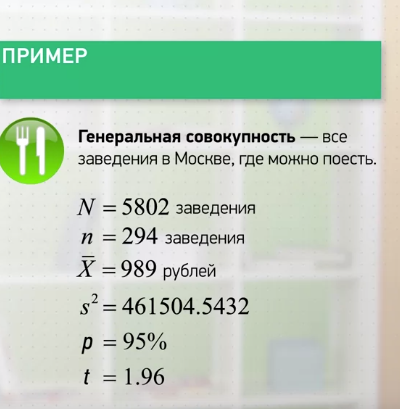 ПРИМЕР
Генеральная совокупность — все
заведения в Москве, где можно поесть.
N = 5802 заведения
n = 294 заведения
X̅ = 989 рублей
s² = 461504.5432
p = 95%
t = 1.96